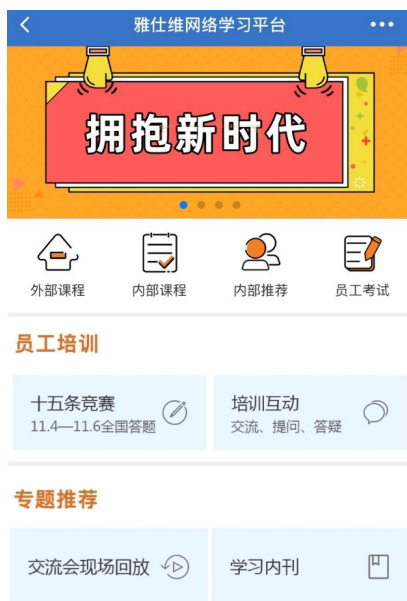 雅仕维网络学习平台
拥抱新时代
外部课程 内部课程 内部推荐 员工考试
员工培训
十五条竞赛 培训互动
11.4—11.6全国答题 交流、提问、答疑
专题推荐
交流会现场回放 学习内刊